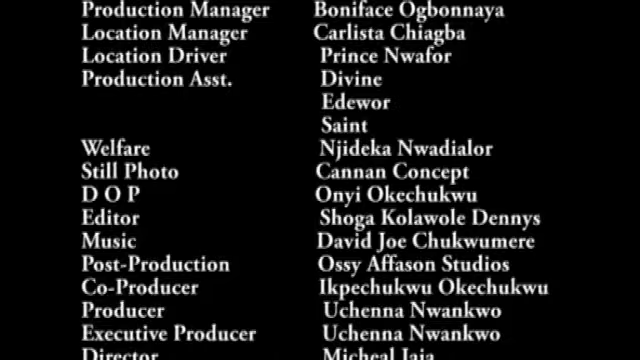 Production Manager Boniface Ogbonnaya
Location Manager Carlista Chiagba
Location Driver Prince Nwafor
Production Asst. Divine
Edewor
Saint
Welfare Njideka Nwadialor
Still Photo Cannan Concept
D O P Onyi Okechukwu
Editor Shoga Kolawole Dennys
Music David Joe Chukwumere
Post-Production Ossy Affason Studios
Co-Producer Ikpechukwu Okechukwu
Producer Uchenna Nwankwo
Executive Producer Uchenna Nwankwo
Director Micheal Jaja